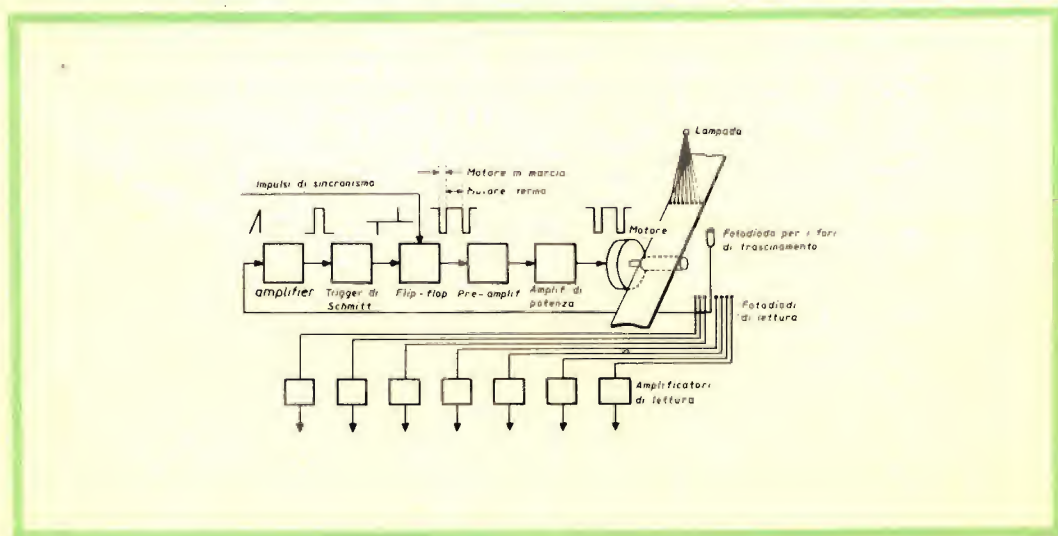 Lampada
Motore in marcia
Impulsi di sincronismo
Motore fermo
Motore
Fotodiodo per i fori
di trascinamento
amplifier
Trigger di
Schmitt
Flip-flop
Pre-amplif
Amplif di
potenza
Fotodiodi
di lettura
Amplificatori
di lettura